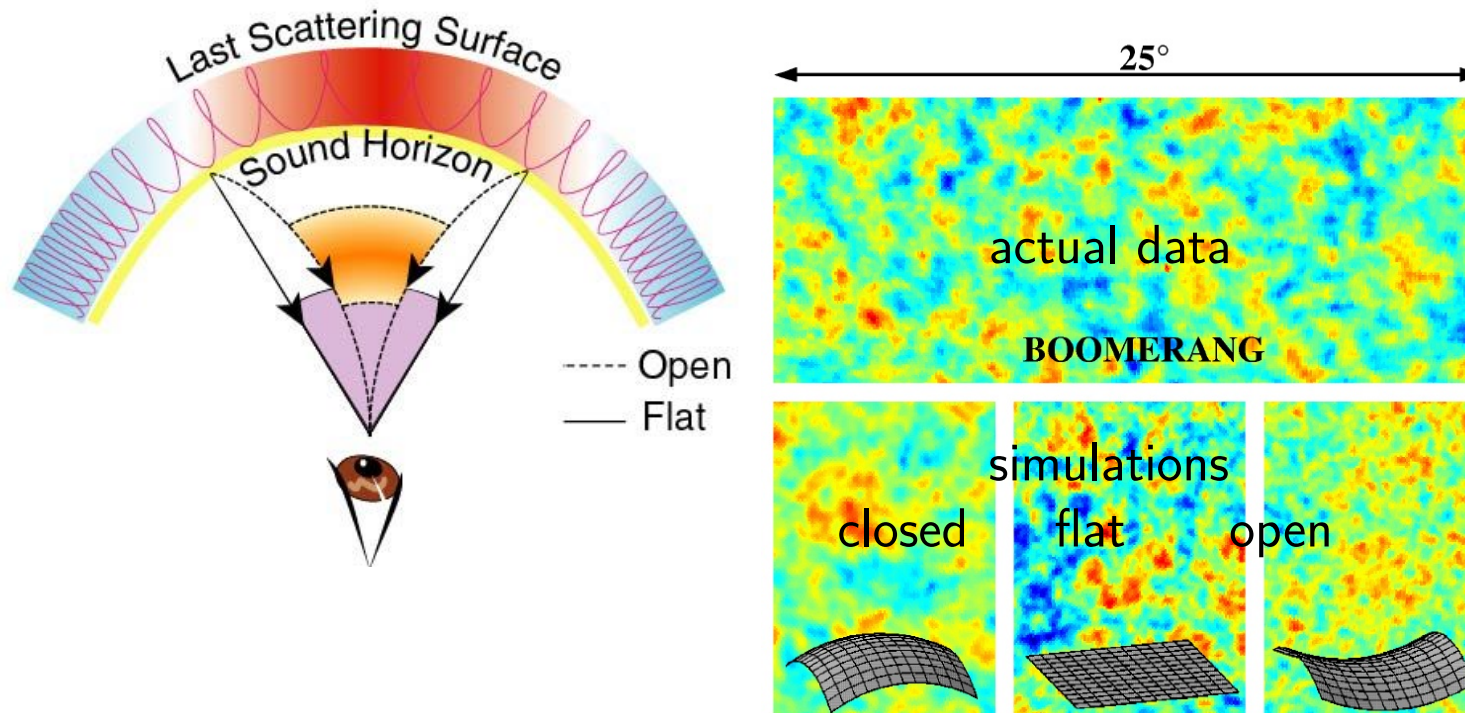 Last Scattering Surface
Sound Horizon
Open
Flat
25°
actual data
BOOMERANG
simulations
closed flat open